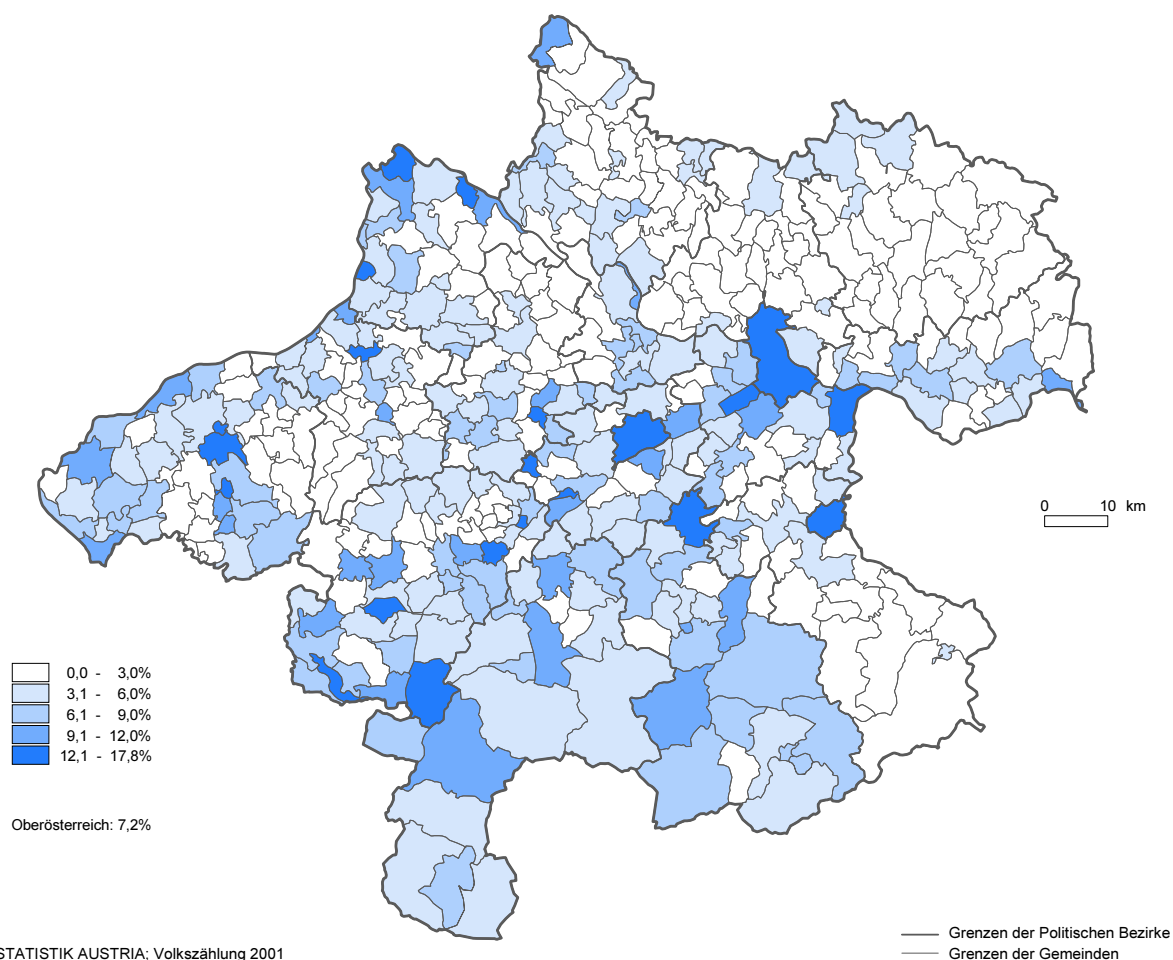 0 10 km
0,0 - 3,0%
3,1 - 6,0%
6,1 - 9,0%
9,1 - 12,0%
12,1 - 17,8%
Oberösterreich: 7,2%
STATISTIK AUSTRIA; Volkszählung 2001
Grenzen der Politischen Bezirke
Grenzen der Gemeinden